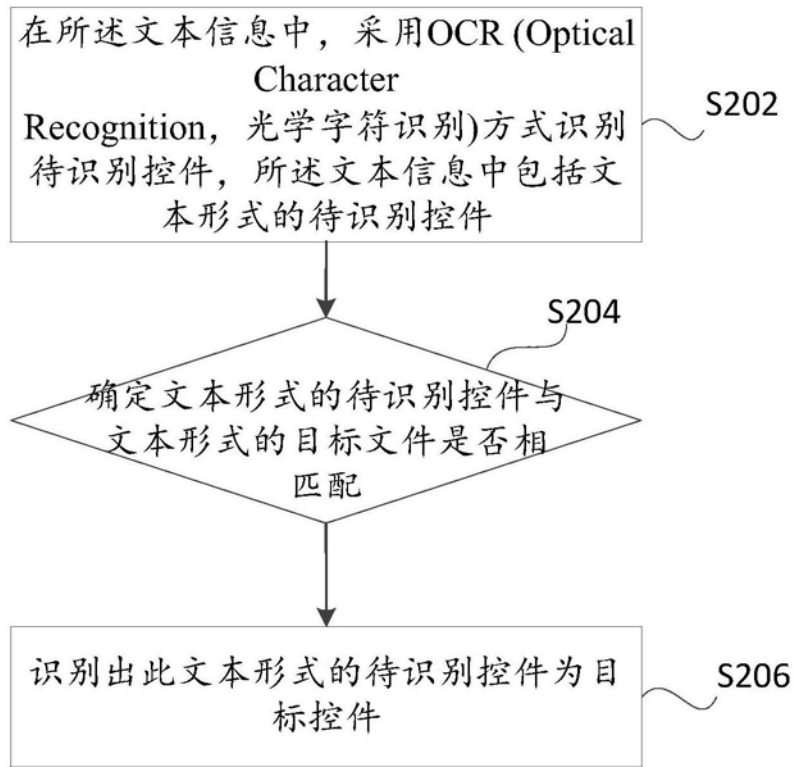 在所述文本信息中，采用OCR (Optical
Character
Recognition，光学字符识别)方式识别
待识别控件，所述文本信息中包括文
本形式的待识别控件
S202
S204
确定文本形式的待识别控件与
文本形式的目标文件是否相
匹配
识别出此文本形式的待识别控件为目
标控件
S206